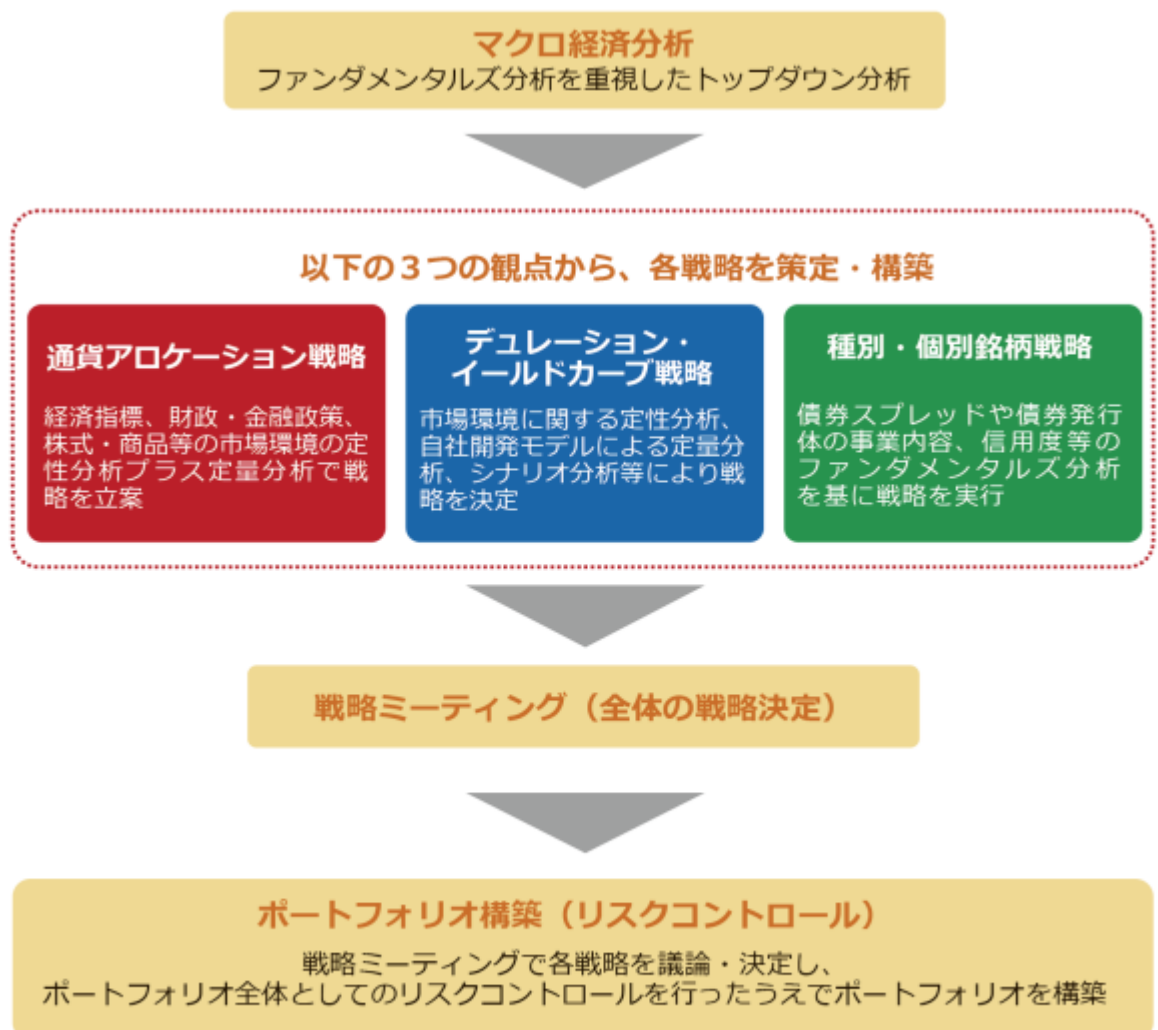 マクロ経済分析
ファンダメンタルズ分析を重視したトップダウン分析
以下の３つの観点から、各戦略を策定・構築
通貨アロケーション戦略
経済指標、財政・金融政策、
株式・商品等の市場環境の定
性分析プラス定量分析で戦
略を立案
デュレーション・
イールドカーブ戦略
市場環境に関する定性分析、
自社開発モデルによる定量分
析、シナリオ分析等により戦
略を決定
種別・個別銘柄戦略
債券スプレッドや債券発行
体の事業内容、信用度等の
ファンダメンタルズ分析
を基に戦略を実行
戦略ミーティング（全体の戦略決定）
ポートフォリオ構築（リスクコントロール）
戦略ミーティングで各戦略を議論・決定し、
ポートフォリオ全体としてのリスクコントロールを行ったうえでポートフォリオを構築